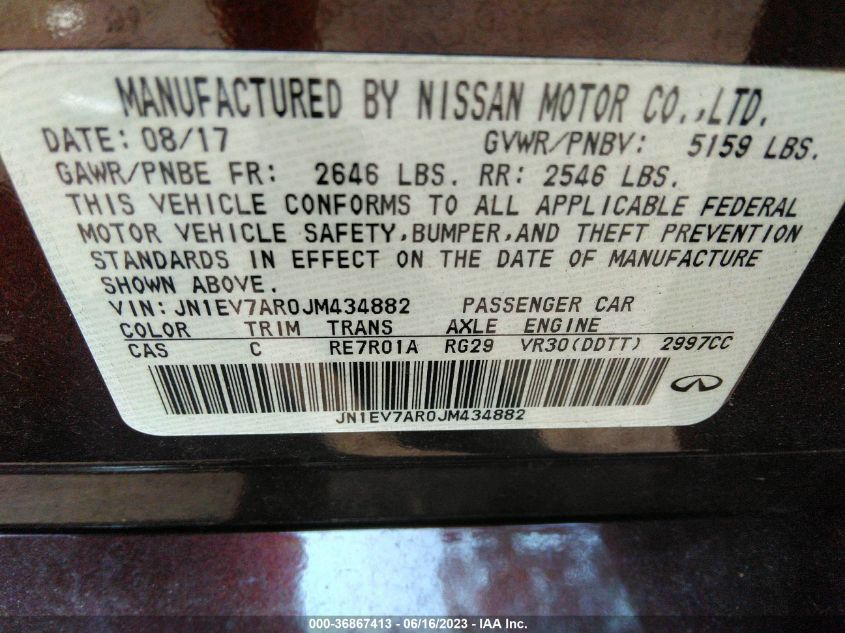 MANUFACTURED BY NISSAN MOTOR CO.,LTD.
DATE: 08/17 GVWR/PNBV: 5159 LBS.
GAWR/PNBE FR: 2646 LBS. RR: 2546 LBS.
THIS VEHICLE CONFORMS TO ALL APPLICABLE FEDERAL
MOTOR VEHICLE SAFETY,BUMPER,AND THEFT PREVENTION
STANDARDS IN EFFECT ON THE DATE OF MANUFACTURE
SHOWN ABOVE.
VIN: JN1EV7AR0JM434882 PASSENGER CAR
COLOR TRIM TRANS AXLE ENGINE
CAS C RE7R01A RG29 VR30(DDTT) 2997CC
JN1EV7AR0JM434882
000-36867413 - 06/16/2023 - IAA Inc.